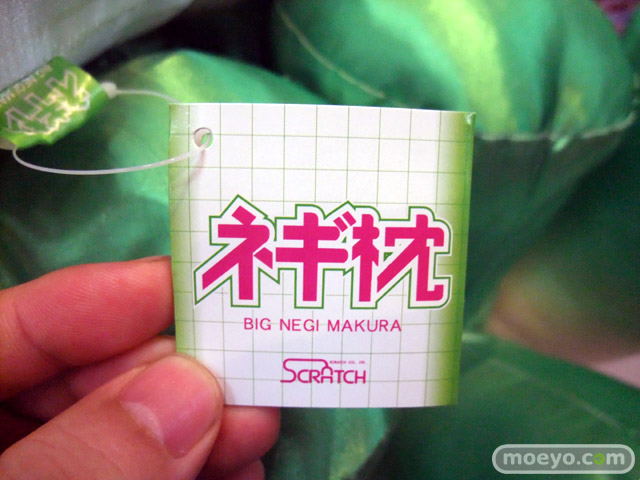 ネギ枕
BIG NEGI MAKURA
SCRATCH
moeyo.com